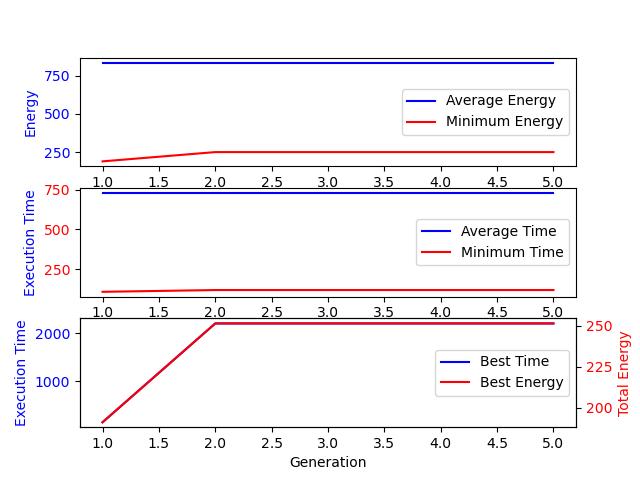 750
500
250
Energy
Average Energy
Minimum Energy
1.0 1.5 2.0 2.5 3.0 3.5 4.0 4.5 5.0
750
500
250
Execution Time
Average Time
Minimum Time
1.0 1.5 2.0 2.5 3.0 3.5 4.0 4.5 5.0
2000
1000
Execution Time
Best Time
Best Energy
250
225
200
Total Energy
1.0 1.5 2.0 2.5 3.0 3.5 4.0 4.5 5.0
Generation